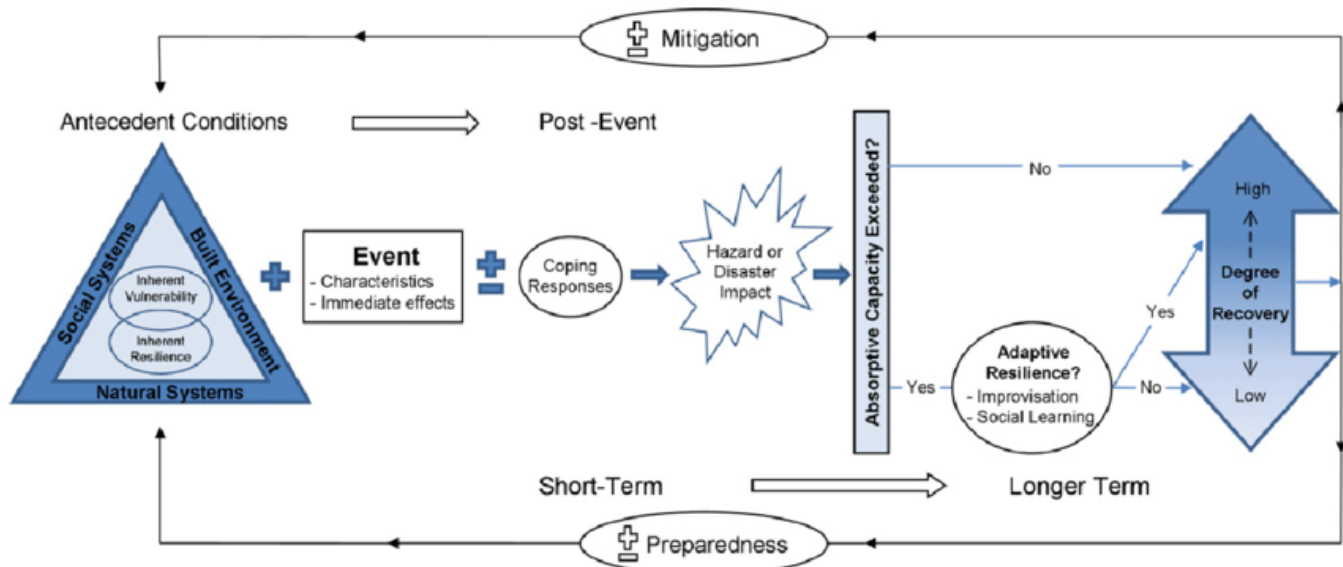 ± Mitigation
Antecedent Conditions
Post -Event
Social Systems
Built Environment
Natural Systems
Inherent
Vulnerability
Inherent
Resilience
+
Event
- Characteristics
- Immediate effects
±
Coping
Responses
Hazard or
Disaster
Impact
Absorptive Capacity Exceeded?
No
Yes
Adaptive
Resilience?
- Improvisation
- Social Learning
Yes
No
High
Degree
of
Recovery
Low
Short-Term
Longer Term
± Preparedness